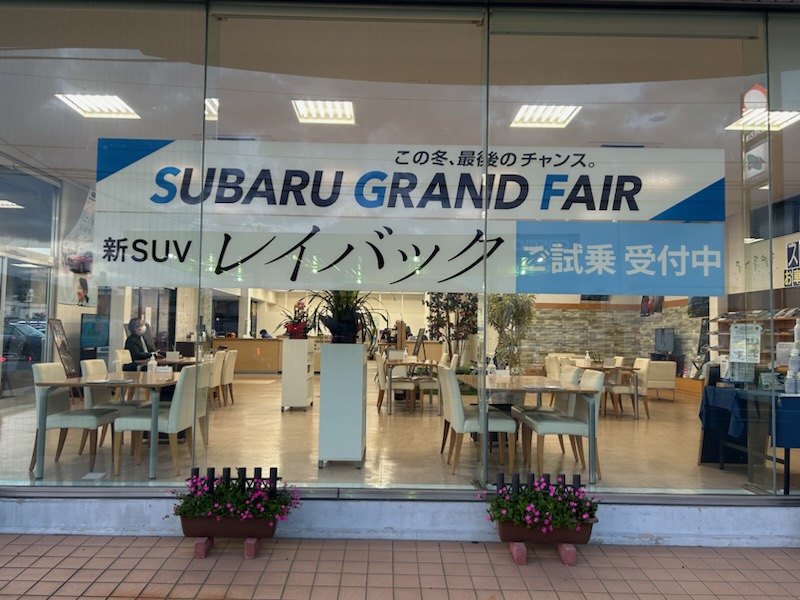 この冬、最後のチャンス。
SUBARU GRAND FAIR
新SUV レイバック ご試乗 受付中